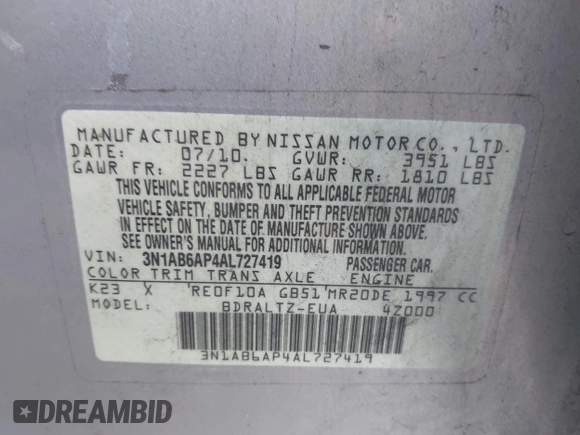 MANUFACTURED BY NISSAN MOTOR CO., LTD.
DATE: 07/10. GVWR: 3951 LBS
GAWR FR: 2227 LBS GAWR RR: 1810 LBS
THIS VEHICLE CONFORMS TO ALL APPLICABLE FEDERAL MOTOR
VEHICLE SAFETY, BUMPER AND THEFT PREVENTION STANDARDS
IN EFFECT ON THE DATE OF MANUFACTURE SHOWN ABOVE.
SEE OWNER'S MANUAL FOR ADDITIONAL INFORMATION.
VIN: 3N1AB6AP4AL727419 PASSENGER CAR.
COLOR TRIM TRANS AXLE ENGINE
K23 X 'RE0F10A GB51'MR20DE 1997 CC
MODEL: BDRALTZ-EUA 4Z000
3N1AB6AP4AL727419
DREAMBID